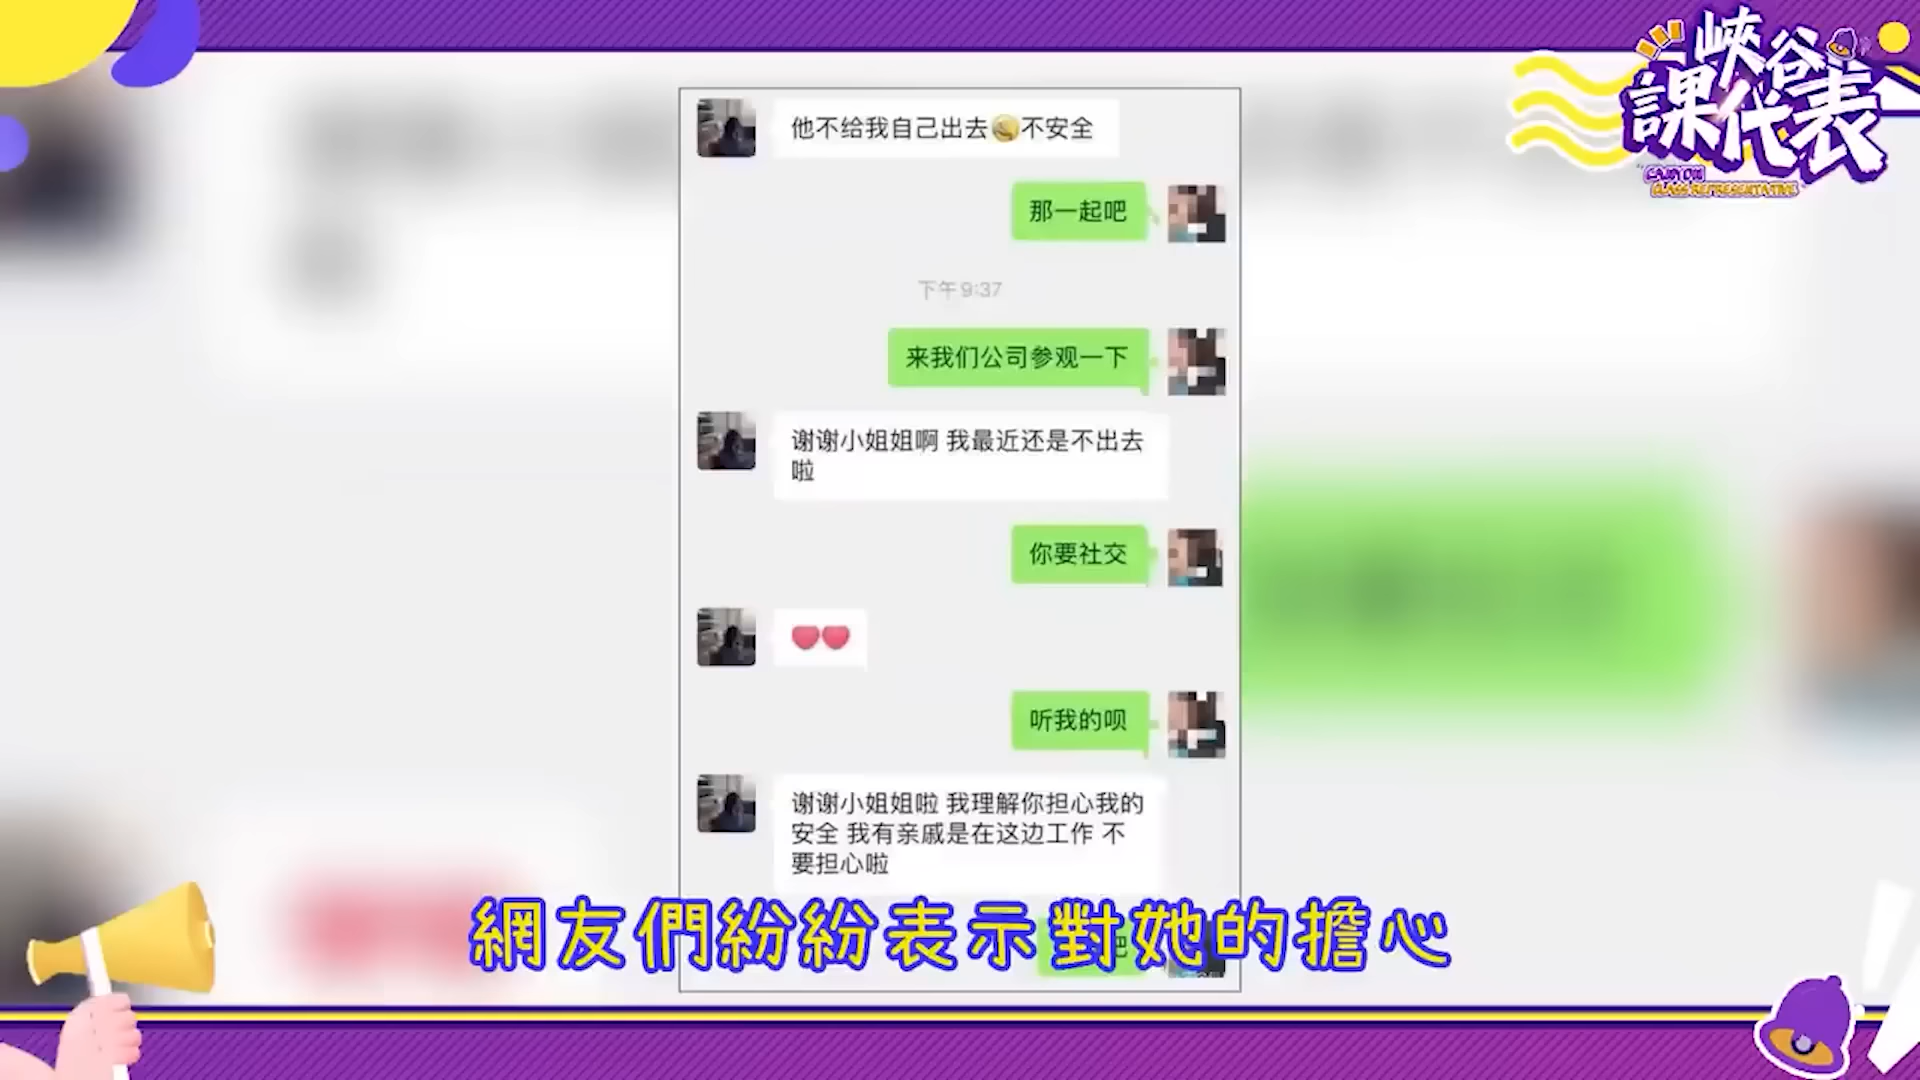 峽谷
課代表
CANYON
CLASS REPRESENTATIVE
他不给我自己出去不安全
那一起吧
下午9:37
来我们公司参观一下
谢谢小姐姐啊 我最近还是不出去
啦
你要社交
听我的呗
谢谢小姐姐啦 我理解你担心我的
安全 我有亲戚是在这边工作 不
要担心啦
網友們紛紛表示對她的擔心